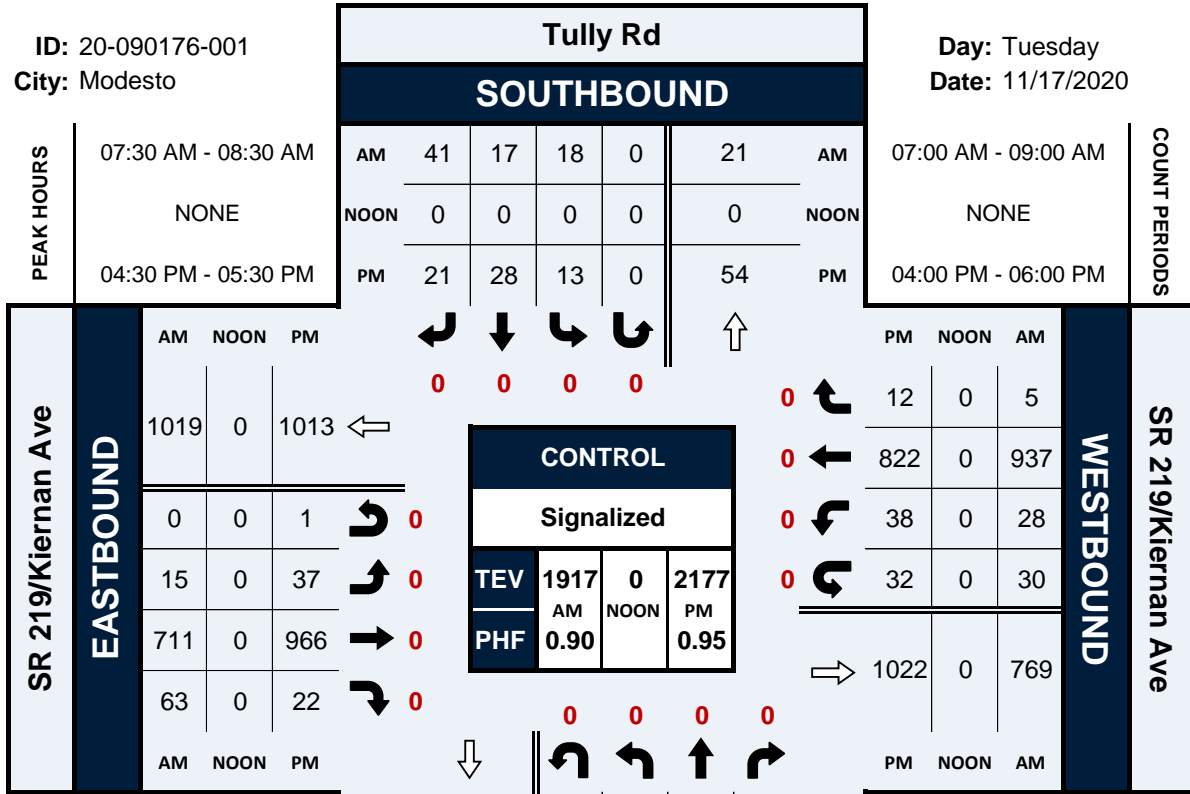 Tully Rd
ID: 20-090176-001
Day: Tuesday
City: Modesto
SOUTHBOUND
Date: 11/17/2020
PEAK HOURS
07:30 AM - 08:30 AM
NONE
04:30 PM - 05:30 PM
AM 41 17 18 0 21 AM
NOON 0 0 0 0 0 NOON
PM 21 28 13 0 54 PM
07:00 AM - 09:00 AM
NONE
04:00 PM - 06:00 PM
COUNT PERIODS
0 0 0 0
SR 219/Kiernan Ave
EASTBOUND
AM NOON PM
1019 0 1013
0 0 1 0
15 0 37 0
711 0 966 0
63 0 22 0
AM NOON PM
CONTROL
Signalized
TEV 1917 0 2177
AM NOON PM
PHF 0.90 0.95
PM NOON AM
0 12 0 5
0 822 0 937
0 38 0 28
0 32 0 30
1022 0 769
PM NOON AM
WESTBOUND
SR 219/Kiernan Ave
0 0 0 0